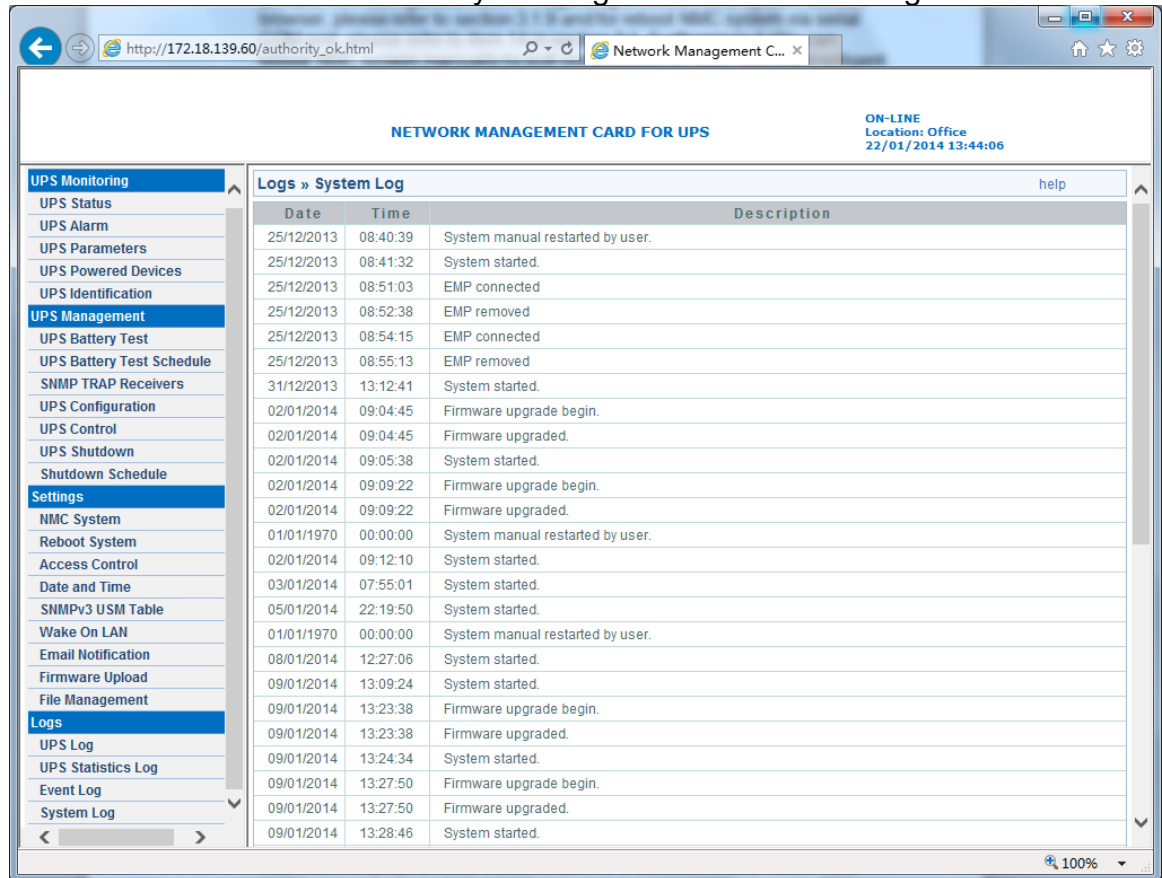 browser, please refer to section 3.1.8 and for reboot NMC system via serial
http://172.18.139.60/authority_ok.html
Network Management C...
NETWORK MANAGEMENT CARD FOR UPS
ON-LINE
Location: Office
22/01/2014 13:44:06
UPS Monitoring
UPS Status
UPS Alarm
UPS Parameters
UPS Powered Devices
UPS Identification
UPS Management
UPS Battery Test
UPS Battery Test Schedule
SNMP TRAP Receivers
UPS Configuration
UPS Control
UPS Shutdown
Shutdown Schedule
Settings
NMC System
Reboot System
Access Control
Date and Time
SNMPv3 USM Table
Wake On LAN
Email Notification
Firmware Upload
File Management
Logs
UPS Log
UPS Statistics Log
Event Log
System Log
Logs » System Log help
Date Time Description
25/12/2013 08:40:39 System manual restarted by user.
25/12/2013 08:41:32 System started.
25/12/2013 08:51:03 EMP connected
25/12/2013 08:52:38 EMP removed
25/12/2013 08:54:15 EMP connected
25/12/2013 08:55:13 EMP removed
31/12/2013 13:12:41 System started.
02/01/2014 09:04:45 Firmware upgrade begin.
02/01/2014 09:04:45 Firmware upgraded.
02/01/2014 09:05:38 System started.
02/01/2014 09:09:22 Firmware upgrade begin.
02/01/2014 09:09:22 Firmware upgraded.
01/01/1970 00:00:00 System manual restarted by user.
02/01/2014 09:12:10 System started.
03/01/2014 07:55:01 System started.
05/01/2014 22:19:50 System started.
01/01/1970 00:00:00 System manual restarted by user.
08/01/2014 12:27:06 System started.
09/01/2014 13:09:24 System started.
09/01/2014 13:23:38 Firmware upgrade begin.
09/01/2014 13:23:38 Firmware upgraded.
09/01/2014 13:24:34 System started.
09/01/2014 13:27:50 Firmware upgrade begin.
09/01/2014 13:27:50 Firmware upgraded.
09/01/2014 13:28:46 System started.
100%